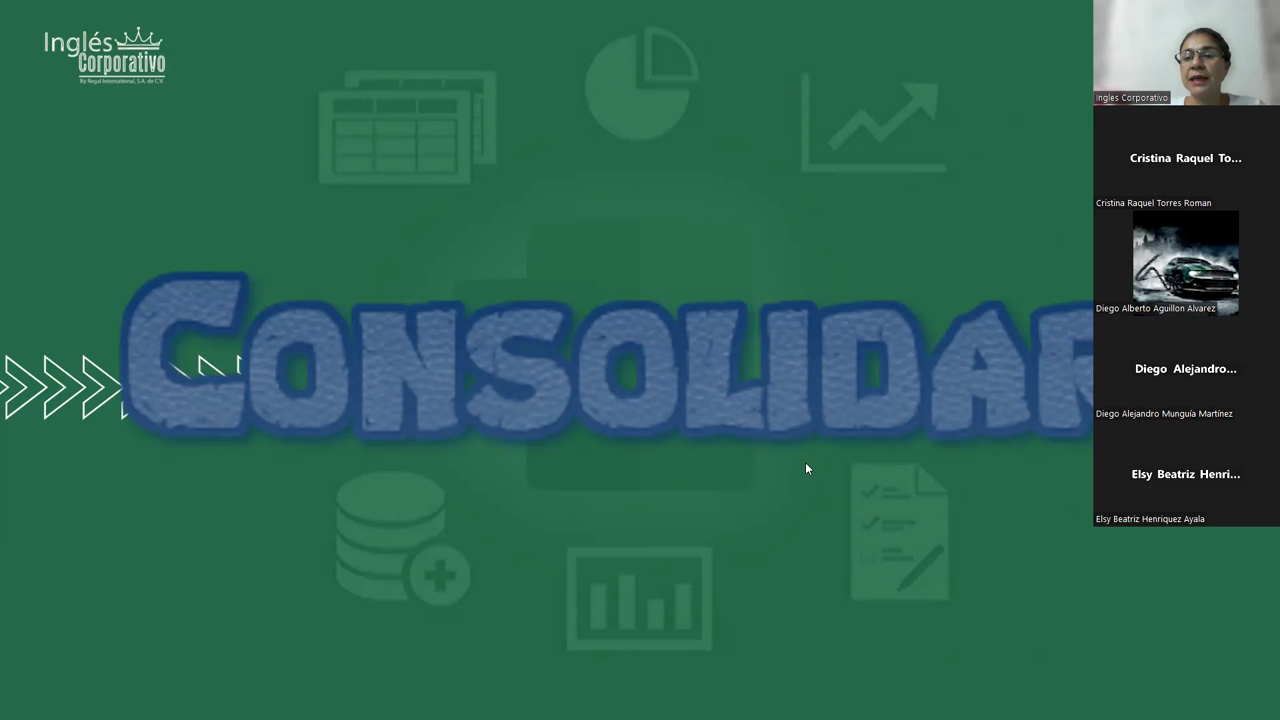 Inglés
Corporativo
By Regal International, S.A. de C.V.
CONSOLIDAR
Ingles Corporativo
Cristina Raquel To...
Cristina Raquel Torres Roman
Diego Alberto Aguillon Alvarez
Diego Alejandro...
Diego Alejandro Munguía Martínez
Elsy Beatriz Henri...
Elsy Beatriz Henriquez Ayala